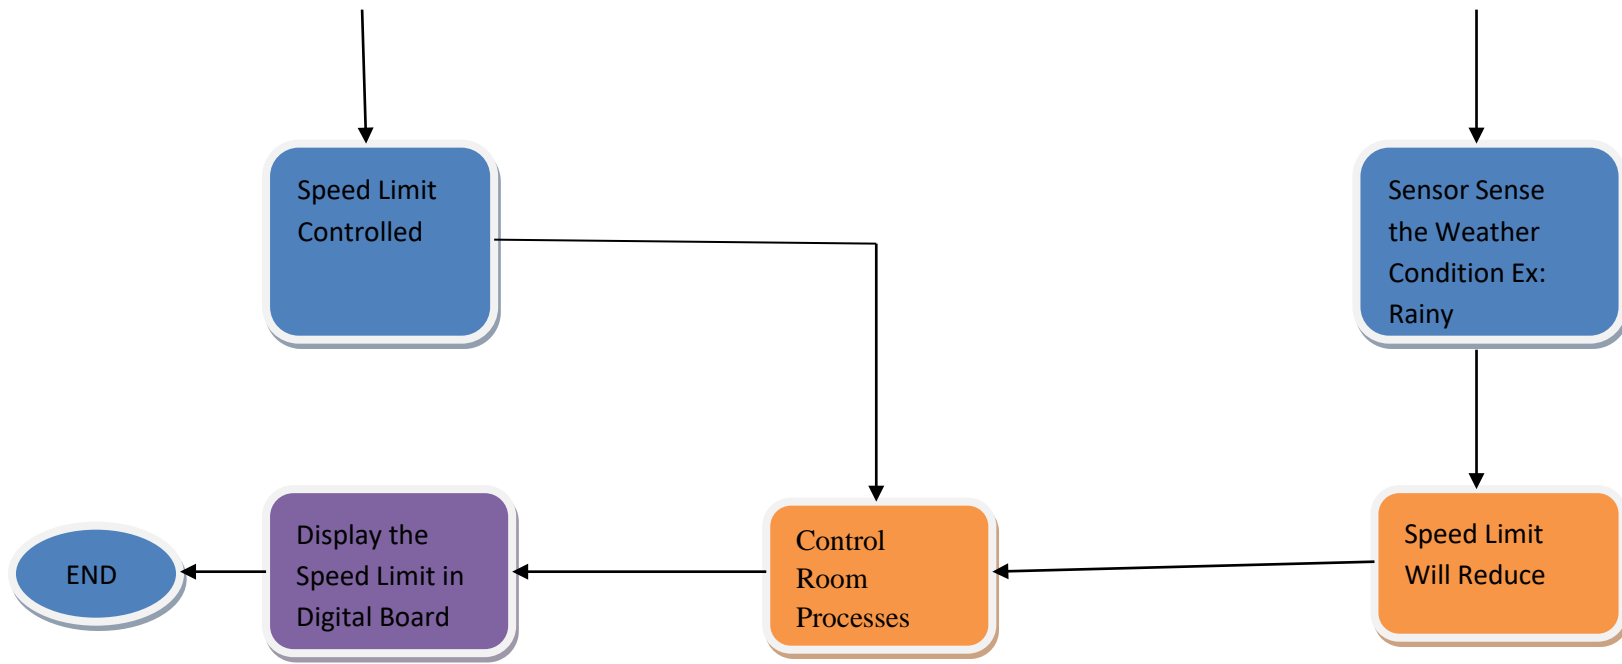 Speed Limit
Controlled
Sensor Sense
the Weather
Condition Ex:
Rainy
END
Display the
Speed Limit in
Digital Board
Control
Room
Processes
Speed Limit
Will Reduce